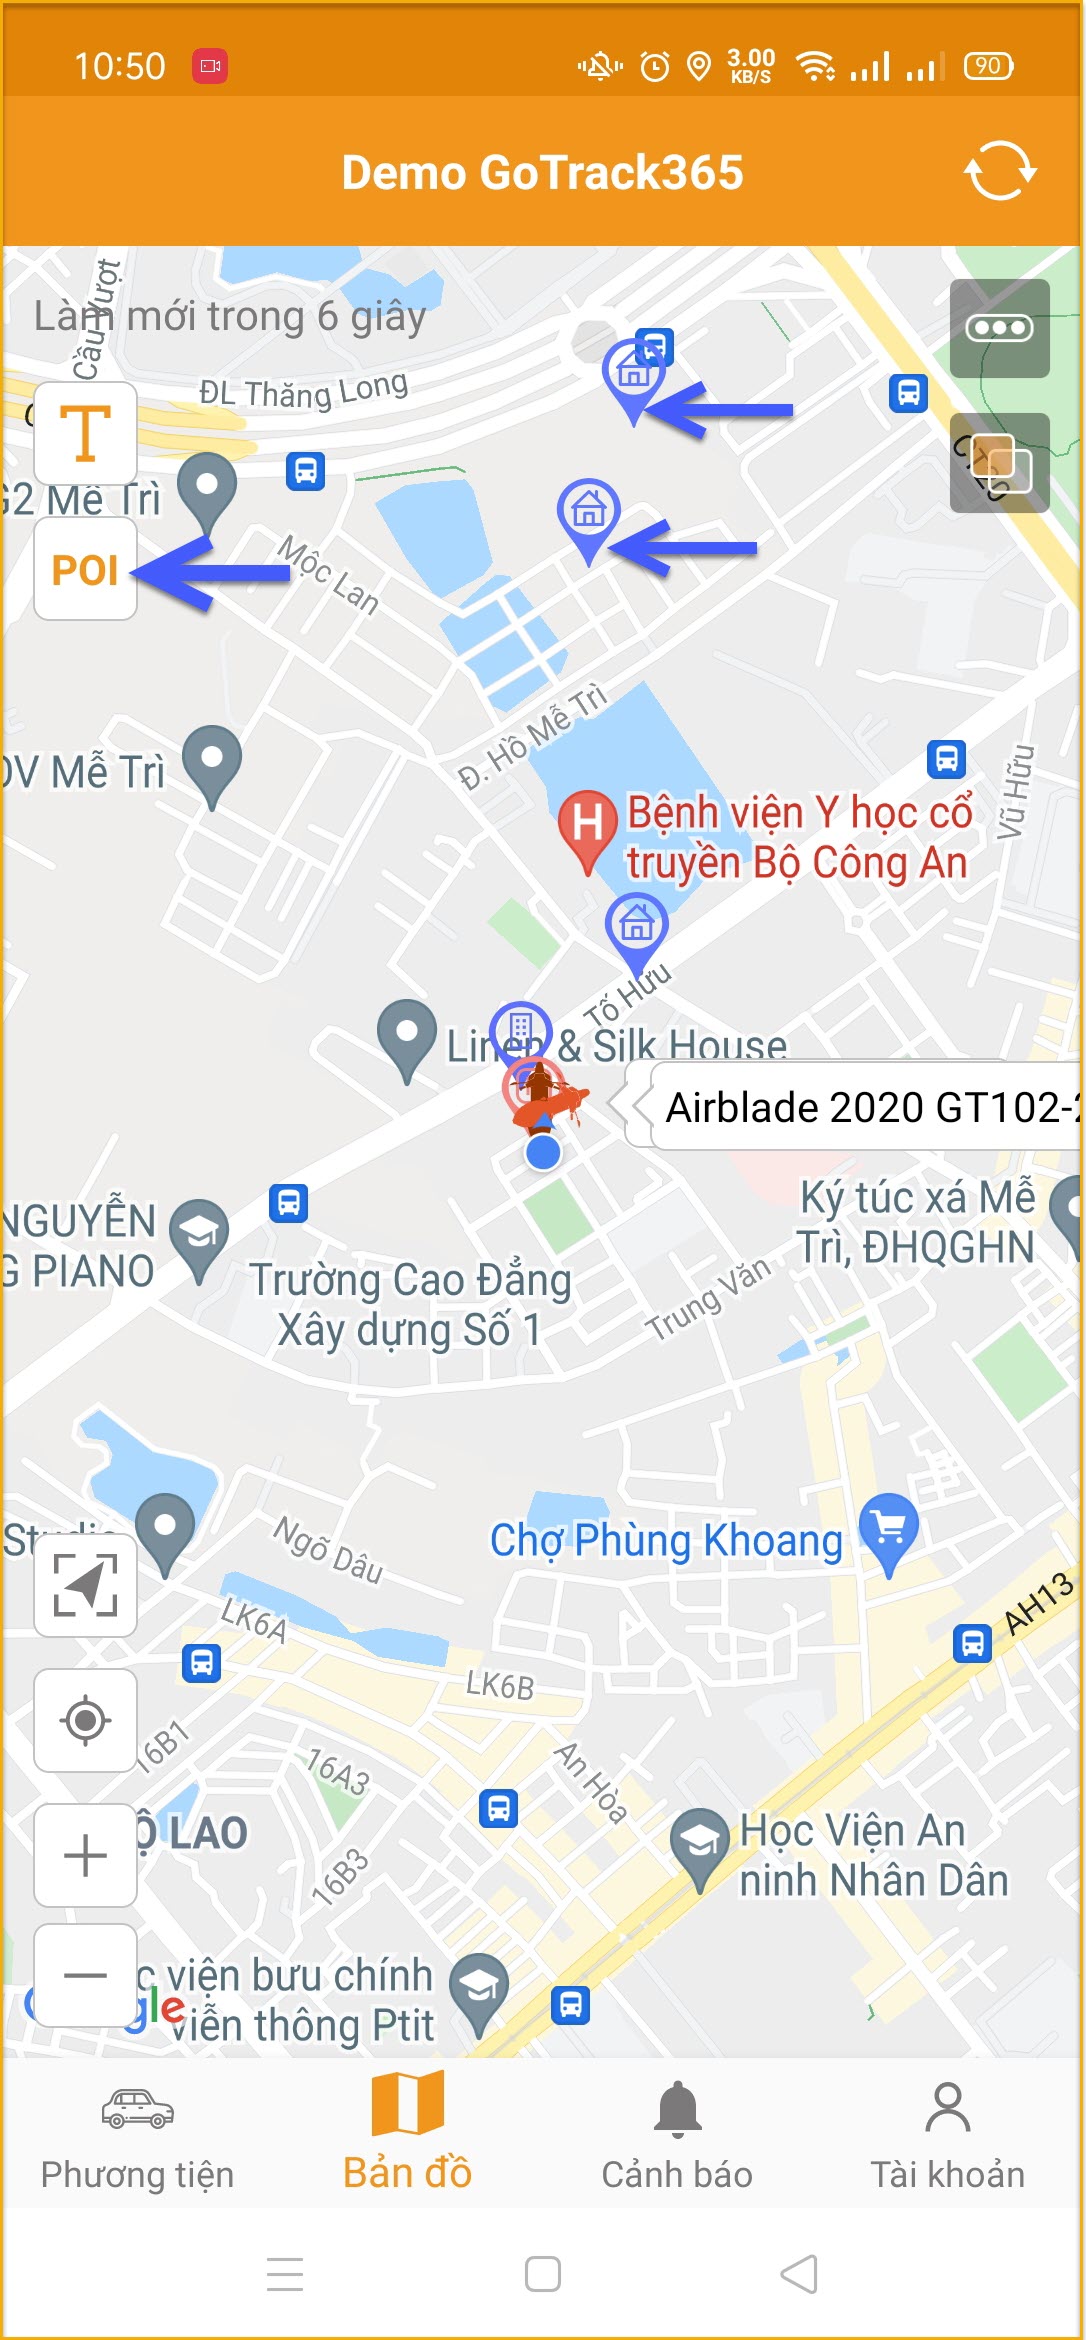 10:50
3.00
KB/S
90
Demo GoTrack365
Làm mới trong 6 giây
Cầu Vượt
ĐL Thăng Long
T
CT20
G2 Mễ Trì
POI
Mộc Lan
Đ. Hồ Mễ Trì
OV Mễ Trì
Vũ Hữu
H
Bệnh viện Y học cổ
truyền Bộ Công An
Tố Hưu
Linen & Silk House
Airblade 2020 GT102-2
Ký túc xá Mễ
Trì, ĐHQGHN
NGUYỄN
G PIANO
Trường Cao Đẳng
Xây dựng Số 1
Trung Văn
Studio
Ngõ Dâu
Chợ Phùng Khoang
AH13
LK6A
LK6B
16B1
16A3
An Hòa
Ộ LAO
16B3
Học Viện An
ninh Nhân Dân
c viện bưu chính
viễn thông Ptit
Phương tiện
Bản đồ
Cảnh báo
Tài khoản